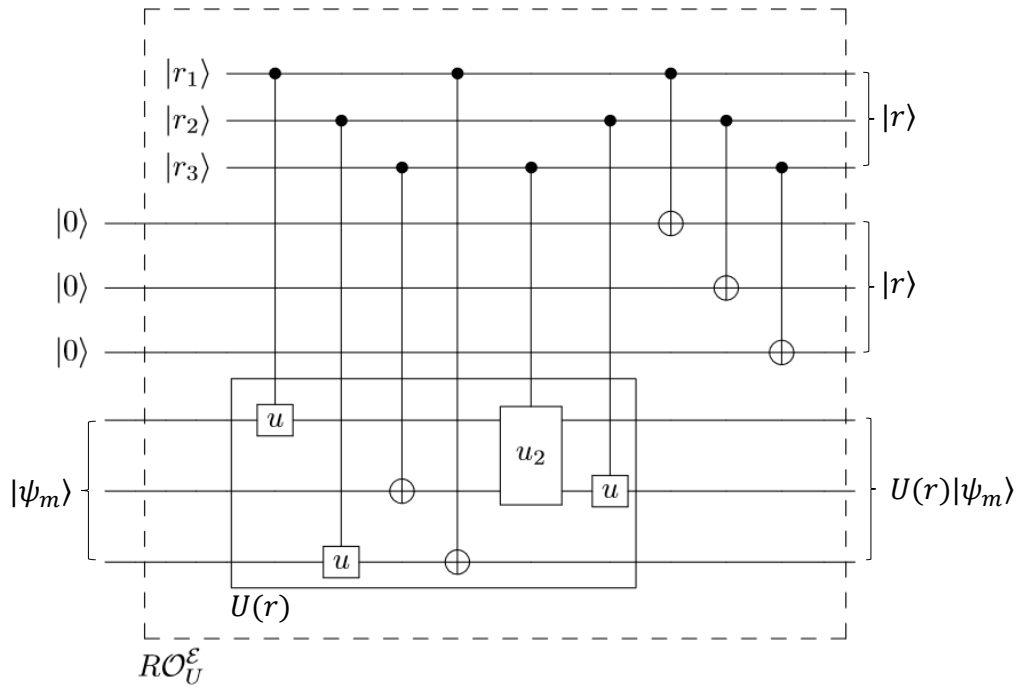 |r₁⟩
|r₂⟩
|r₃⟩
|r⟩
|0⟩
|0⟩
|0⟩
|r⟩
u
u₂
|ψₘ⟩
u
U(r)|ψₘ⟩
u
U(r)
R𝒪_U^ℰ